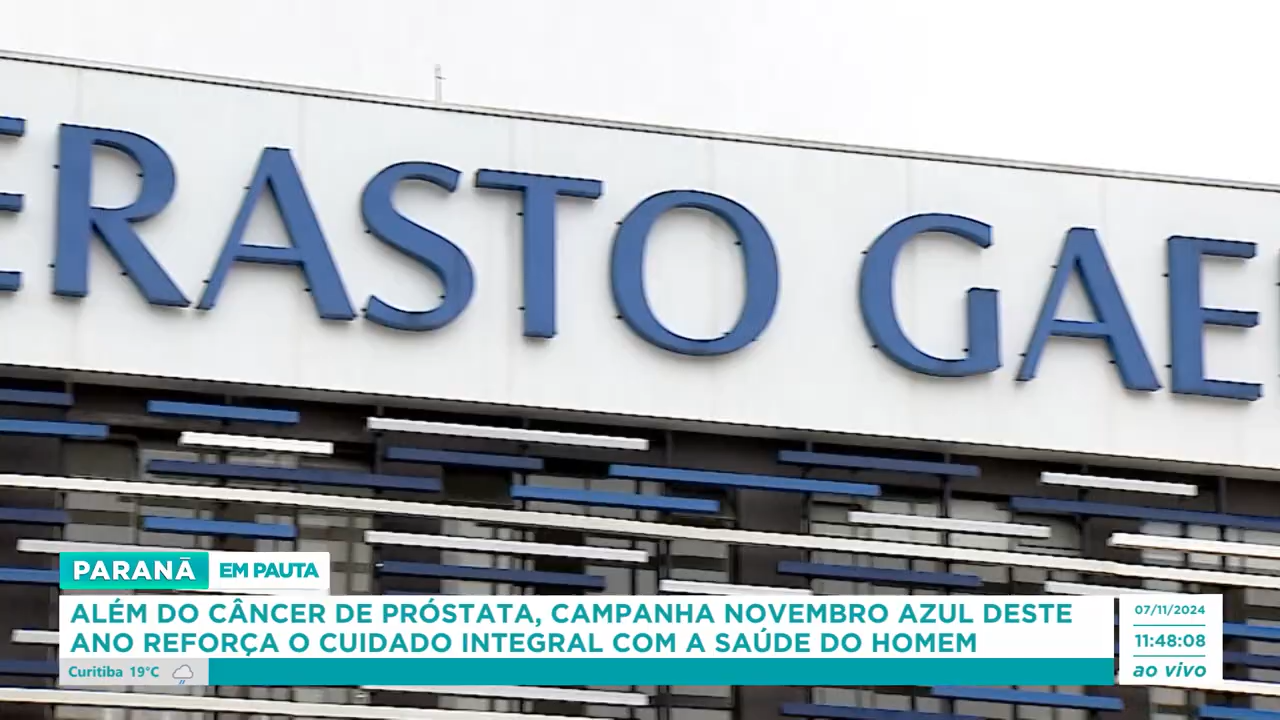 ERASTO GAE
PARANÁ EM PAUTA
ALÉM DO CÂNCER DE PRÓSTATA, CAMPANHA NOVEMBRO AZUL DESTE
ANO REFORÇA O CUIDADO INTEGRAL COM A SAÚDE DO HOMEM
Curitiba 19°C
07/11/2024
11:48:08
ao vivo